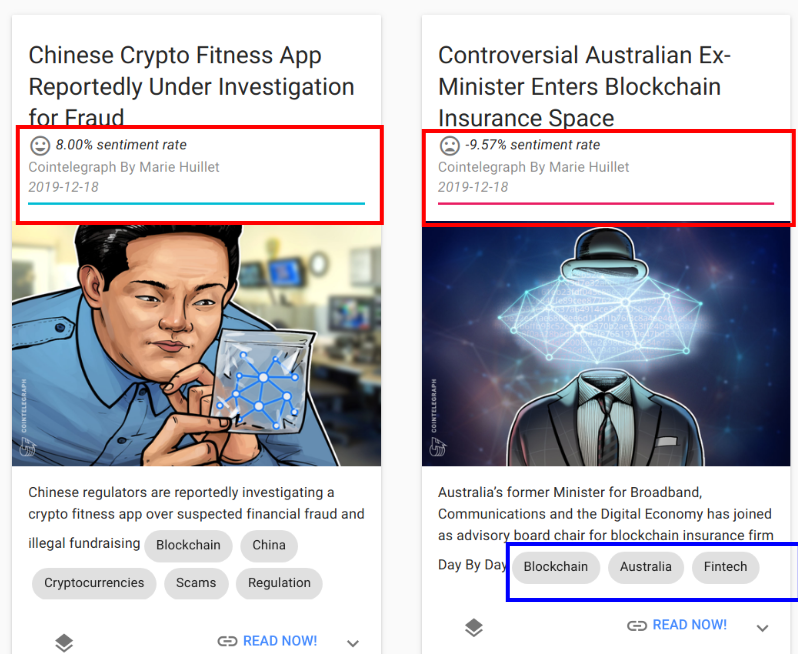 Chinese Crypto Fitness App
Reportedly Under Investigation
for Fraud
8.00% sentiment rate
Cointelegraph By Marie Huillet
2019-12-18
COINTELEGRAPH
Chinese regulators are reportedly investigating a
crypto fitness app over suspected financial fraud and
illegal fundraising Blockchain China
Cryptocurrencies Scams Regulation
READ NOW!
Controversial Australian Ex-
Minister Enters Blockchain
Insurance Space
-9.57% sentiment rate
Cointelegraph By Marie Huillet
2019-12-18
COINTELEGRAPH
Australia’s former Minister for Broadband,
Communications and the Digital Economy has joined
as advisory board chair for blockchain insurance firm
Day By Day Blockchain Australia Fintech
READ NOW!